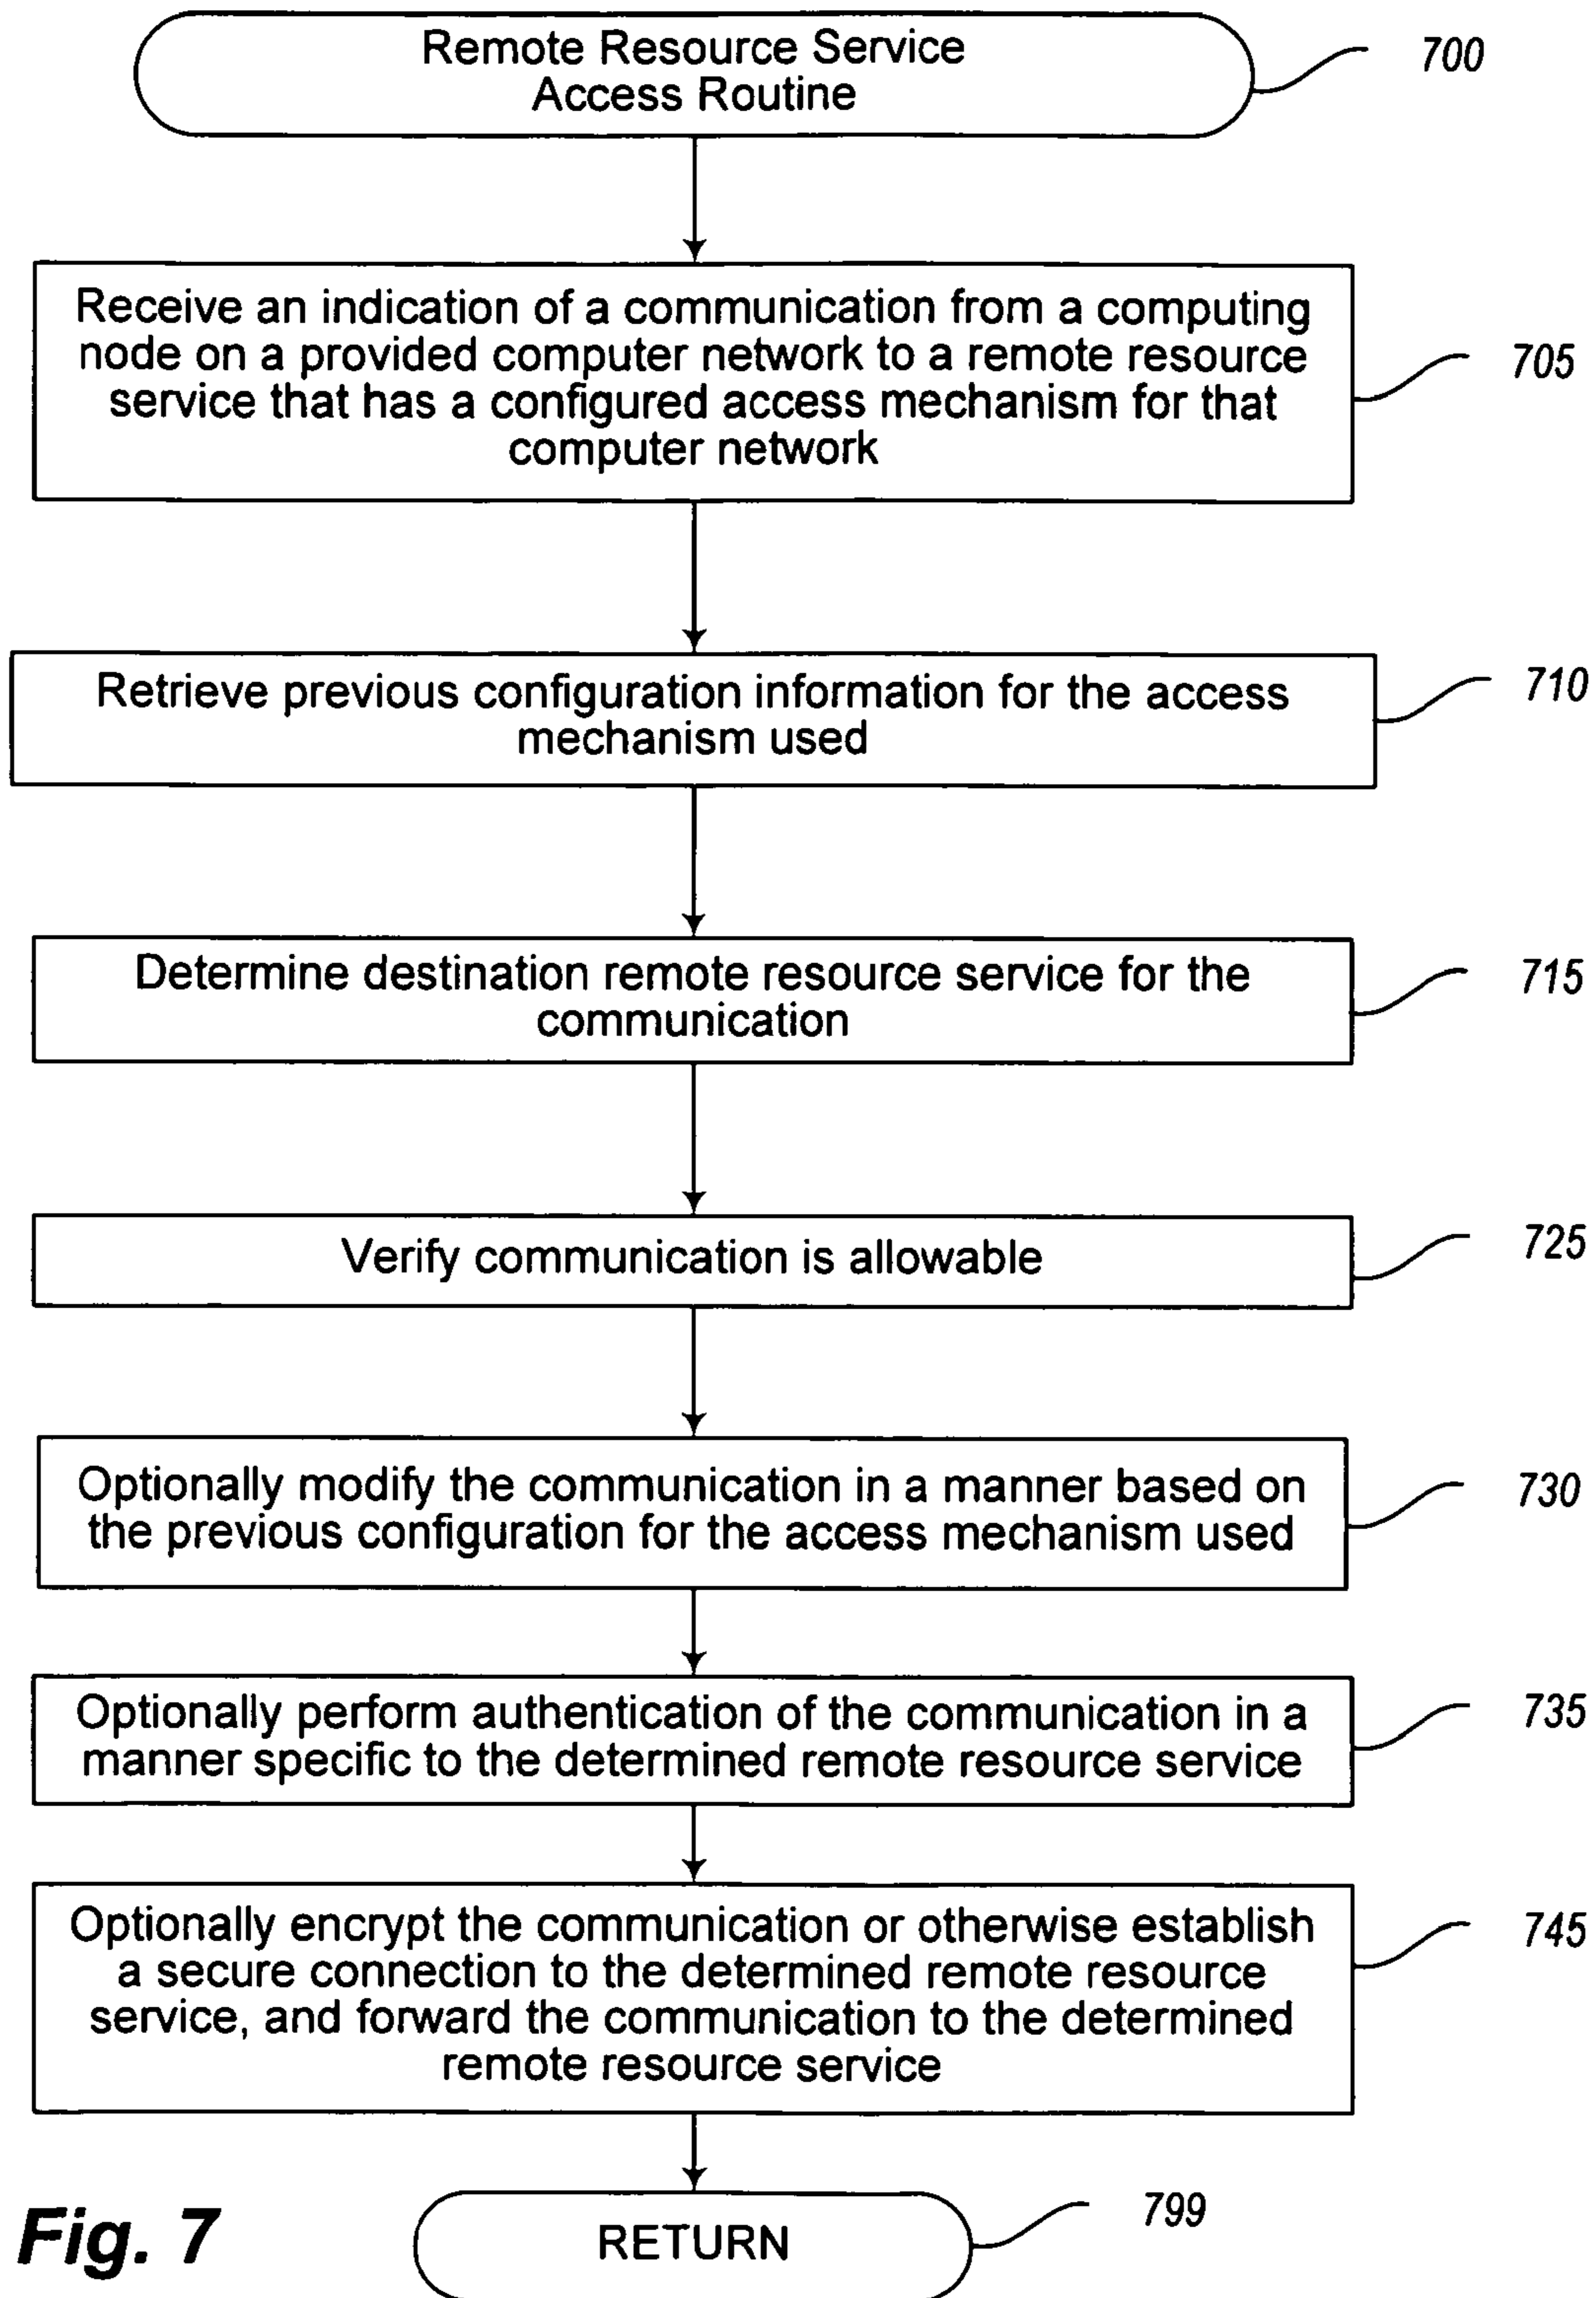 Remote Resource Service
Access Routine
700
Receive an indication of a communication from a computing
node on a provided computer network to a remote resource
service that has a configured access mechanism for that
computer network
705
Retrieve previous configuration information for the access
mechanism used
710
Determine destination remote resource service for the
communication
715
Verify communication is allowable
725
Optionally modify the communication in a manner based on
the previous configuration for the access mechanism used
730
Optionally perform authentication of the communication in a
manner specific to the determined remote resource service
735
Optionally encrypt the communication or otherwise establish
a secure connection to the determined remote resource
service, and forward the communication to the determined
remote resource service
745
RETURN
799
Fig. 7